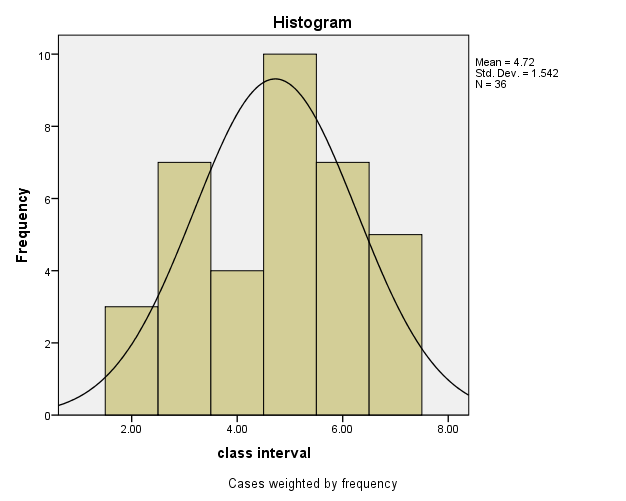 Histogram
Mean = 4.72
Std. Dev. = 1.542
N = 36
10
8
6
4
2
0
Frequency
2.00 4.00 6.00 8.00
class interval
Cases weighted by frequency